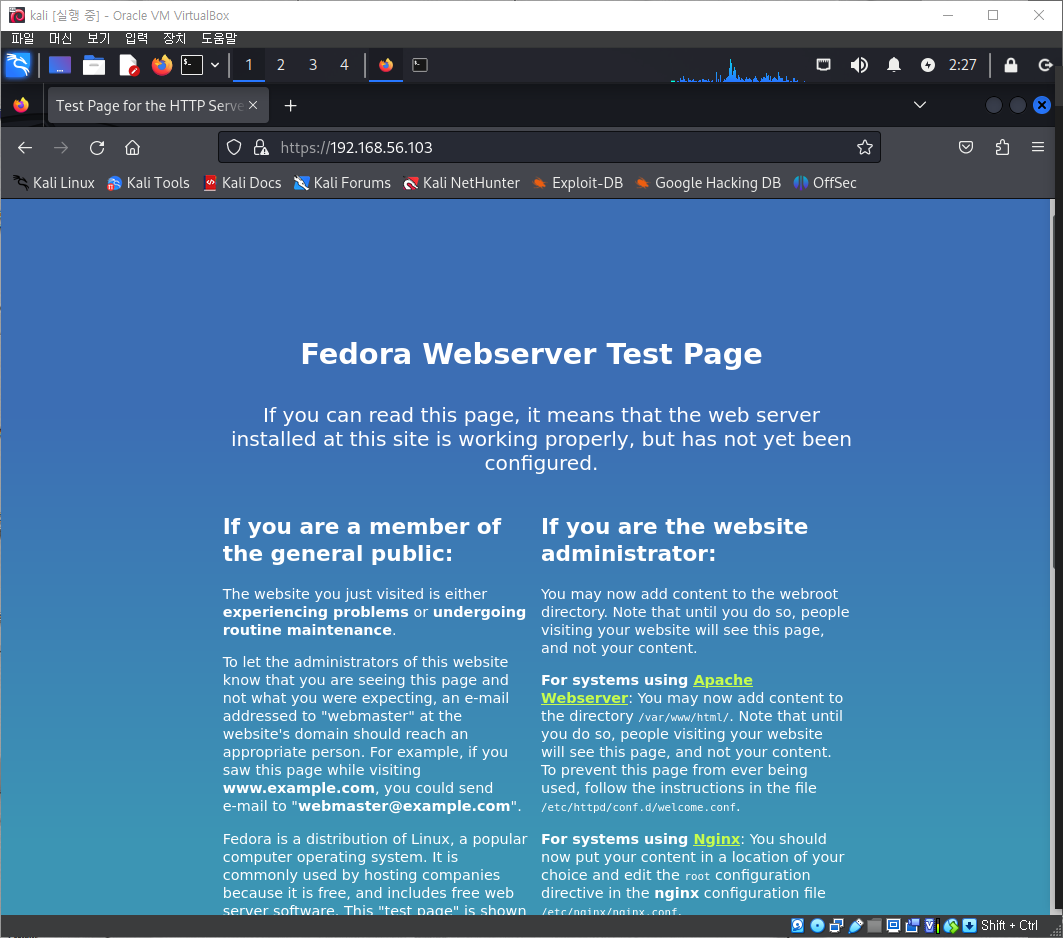 kali [실행 중] - Oracle VM VirtualBox
파일 머신 보기 입력 장치 도움말
1 2 3 4 2:27
Test Page for the HTTP Serve
https://192.168.56.103
Kali Linux Kali Tools Kali Docs Kali Forums Kali NetHunter Exploit-DB Google Hacking DB OffSec
Fedora Webserver Test Page
If you can read this page, it means that the web server
installed at this site is working properly, but has not yet been
configured.
If you are a member of
the general public:
The website you just visited is either
experiencing problems or undergoing
routine maintenance.
To let the administrators of this website
know that you are seeing this page and
not what you were expecting, an e-mail
addressed to "webmaster" at the
website's domain should reach an
appropriate person. For example, if you
saw this page while visiting
www.example.com, you could send
e-mail to "webmaster@example.com".
Fedora is a distribution of Linux, a popular
computer operating system. It is
commonly used by hosting companies
because it is free, and includes free web
server software. This "test page" is shown
If you are the website
administrator:
You may now add content to the webroot
directory. Note that until you do so, people
visiting your website will see this page,
and not your content.
For systems using Apache
Webserver: You may now add content to
the directory /var/www/html/. Note that until
you do so, people visiting your website
will see this page, and not your content.
To prevent this page from ever being
used, follow the instructions in the file
/etc/httpd/conf.d/welcome.conf.
For systems using Nginx: You should
now put your content in a location of your
choice and edit the root configuration
directive in the nginx configuration file
/etc/nginx/nginx.conf.
Shift + Ctrl